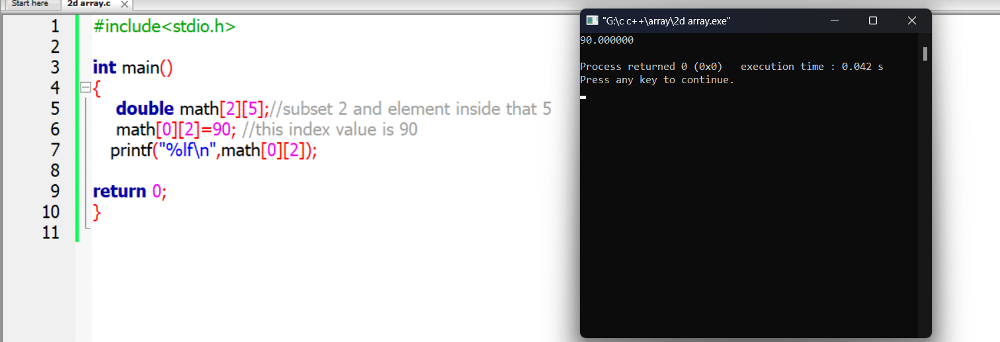 Start here 2d array.c
1 #include<stdio.h>
2
3 int main()
4 {
5 double math[2][5];//subset 2 and element inside that 5
6 math[0][2]=90; //this index value is 90
7 printf("%lf\n",math[0][2]);
8
9 return 0;
10 }
11
"G:\c c++\array\2d array.exe"
90.000000
Process returned 0 (0x0)   execution time : 0.042 s
Press any key to continue.